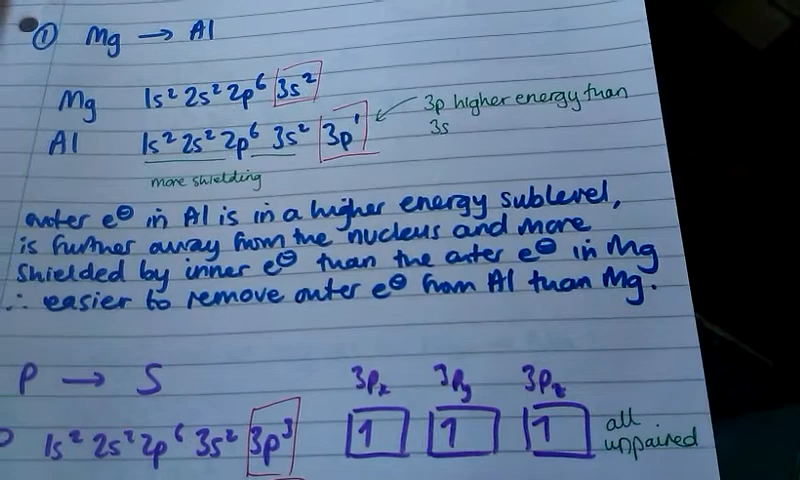 ① Mg → Al
Mg 1s² 2s² 2p⁶ 3s²
Al 1s² 2s² 2p⁶ 3s² 3p¹
3p higher energy than
3s
more shielding
outer e⊖ in Al is in a higher energy sublevel,
is further away from the nucleus and more
shielded by inner e⊖ than the outer e⊖ in Mg
∴ easier to remove outer e⊖ from Al than Mg.
P → S
3px 3py 3pz
1s² 2s² 2p⁶ 3s² 3p³ 1 1 1
all
unpaired